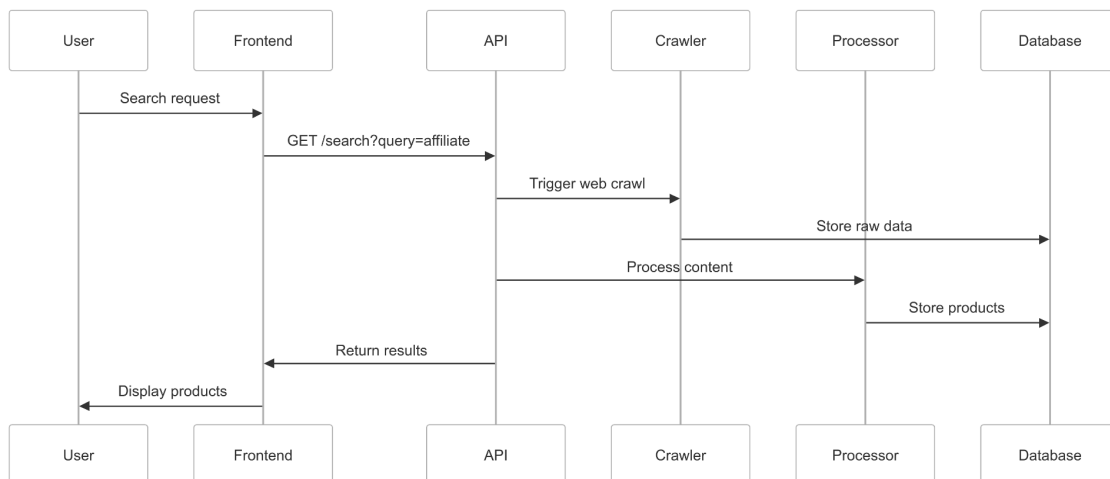 User Frontend API Crawler Processor Database
Search request
GET /search?query=affiliate
Trigger web crawl
Store raw data
Process content
Store products
Return results
Display products
User Frontend API Crawler Processor Database